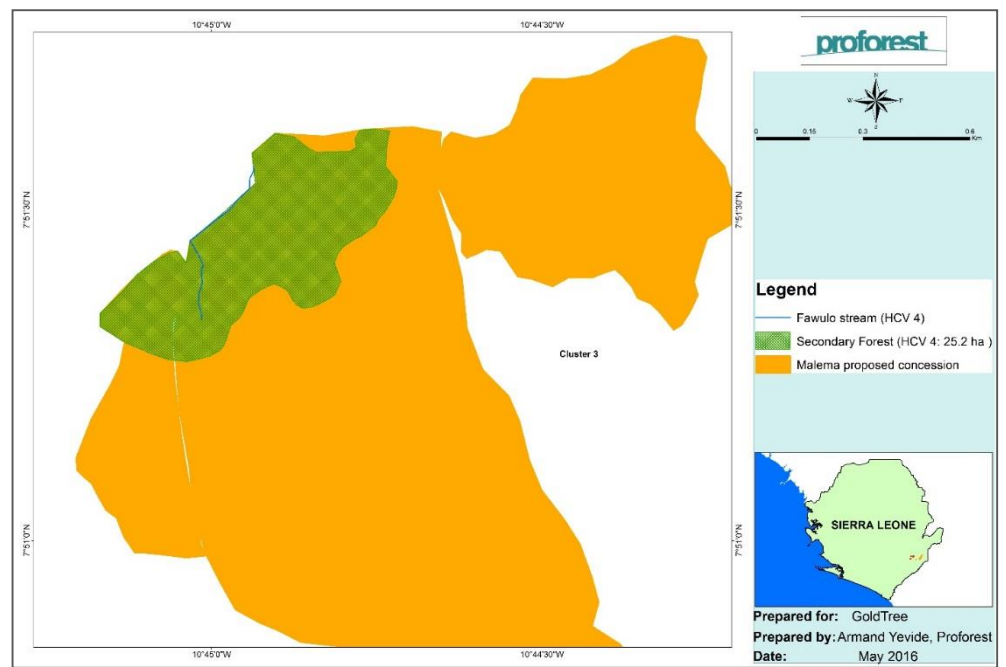 10°45'0"W
10°44'30"W
proforest
N
W
E
S
0
0.15
0.3
0.6
Km
7°51'30"N
7°51'30"N
Legend
Fawulo stream (HCV 4)
Secondary Forest (HCV 4: 25.2 ha )
Malema proposed concession
Cluster 3
SIERRA LEONE
7°51'0"N
7°51'0"N
Prepared for: GoldTree
Prepared by: Armand Yevide, Proforest
Date: May 2016
10°45'0"W
10°44'30"W